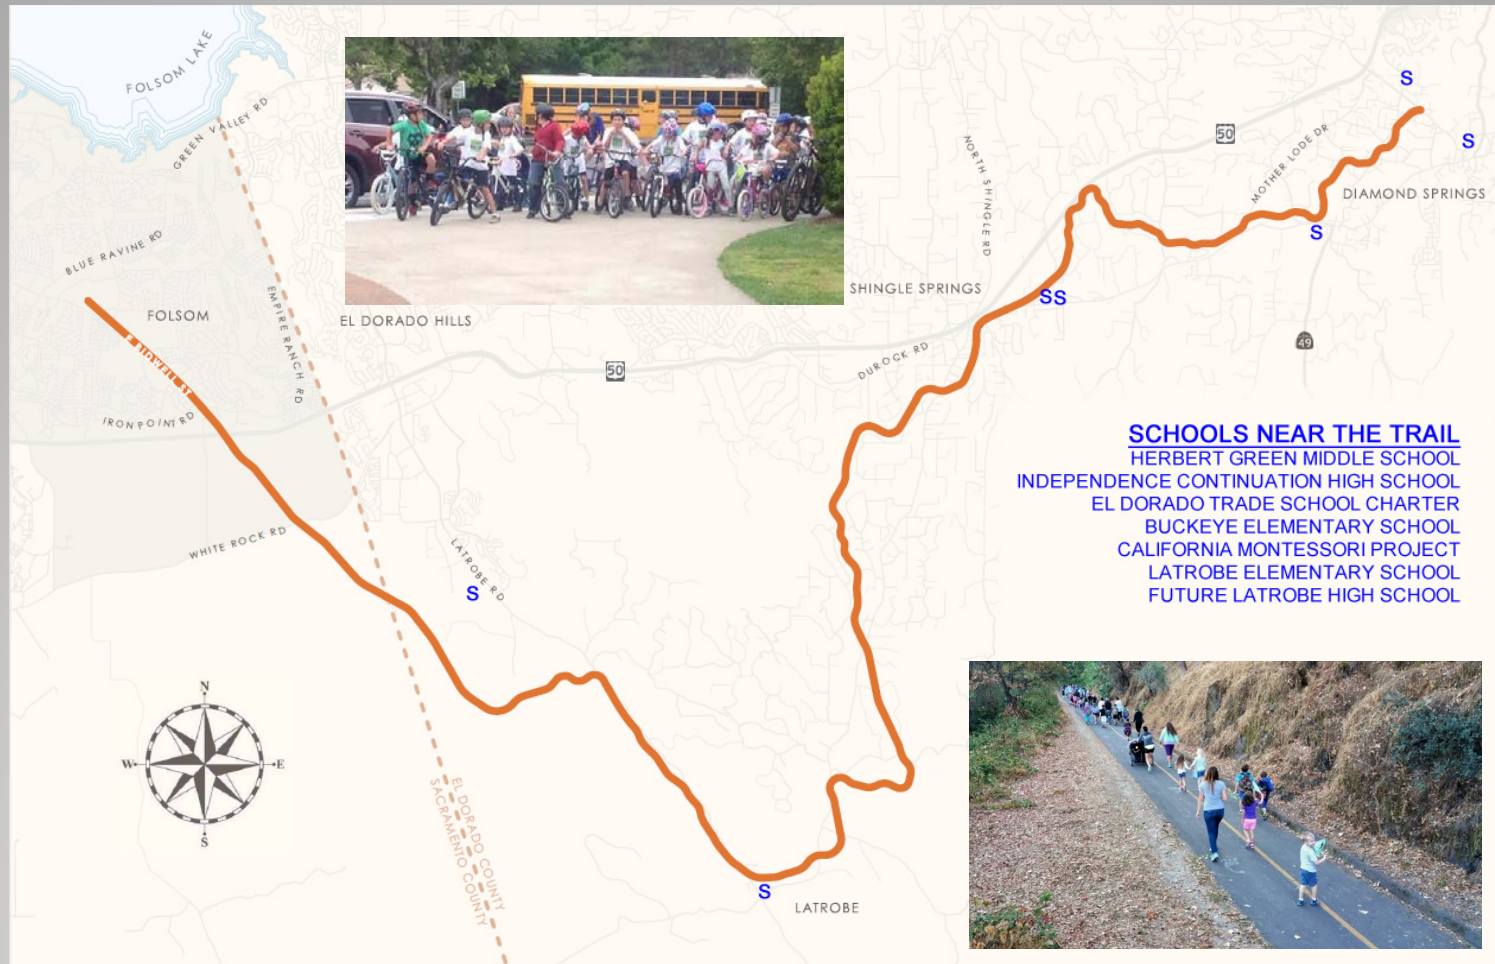 FOLSOM LAKE
GREEN VALLEY RD
S
50
MOTHER LODE DR
NORTH SHINGLE RD
S
DIAMOND SPRINGS
BLUE RAVINE RD
S
EMPIRE RANCH RD
SHINGLE SPRINGS
SS
FOLSOM
EL DORADO HILLS
E BIDWELL ST
49
DUROCK RD
50
IRON POINT RD
SCHOOLS NEAR THE TRAIL
HERBERT GREEN MIDDLE SCHOOL
INDEPENDENCE CONTINUATION HIGH SCHOOL
EL DORADO TRADE SCHOOL CHARTER
BUCKEYE ELEMENTARY SCHOOL
CALIFORNIA MONTESSORI PROJECT
LATROBE ELEMENTARY SCHOOL
FUTURE LATROBE HIGH SCHOOL
WHITE ROCK RD
LATROBE RD
S
N
W
E
S
EL DORADO COUNTY
SACRAMENTO COUNTY
S
LATROBE